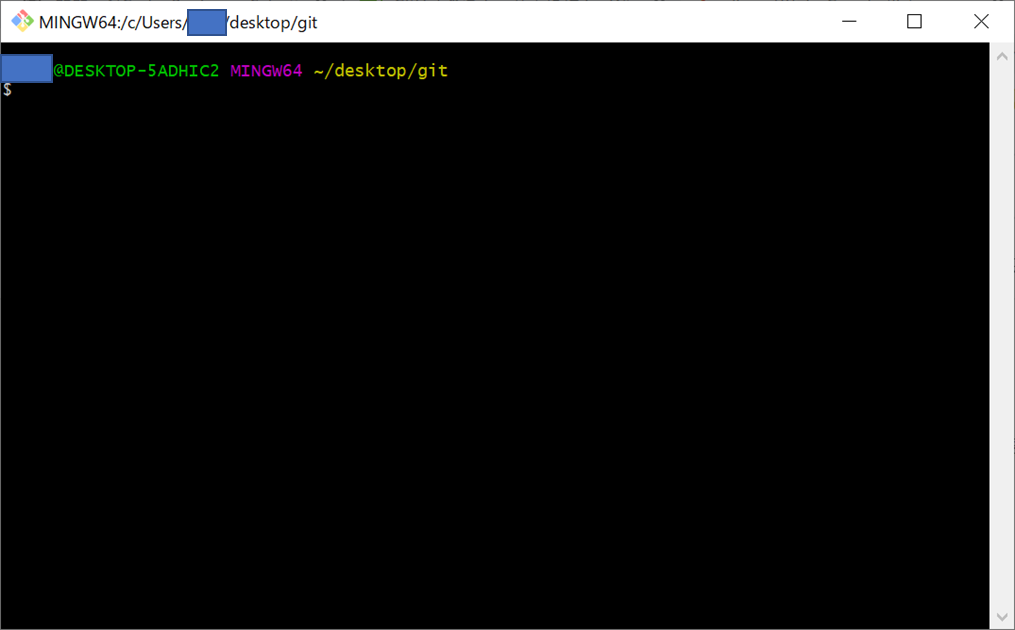 MINGW64:/c/Users/ /desktop/git
@DESKTOP-5ADHIC2 MINGW64 ~/desktop/git
$